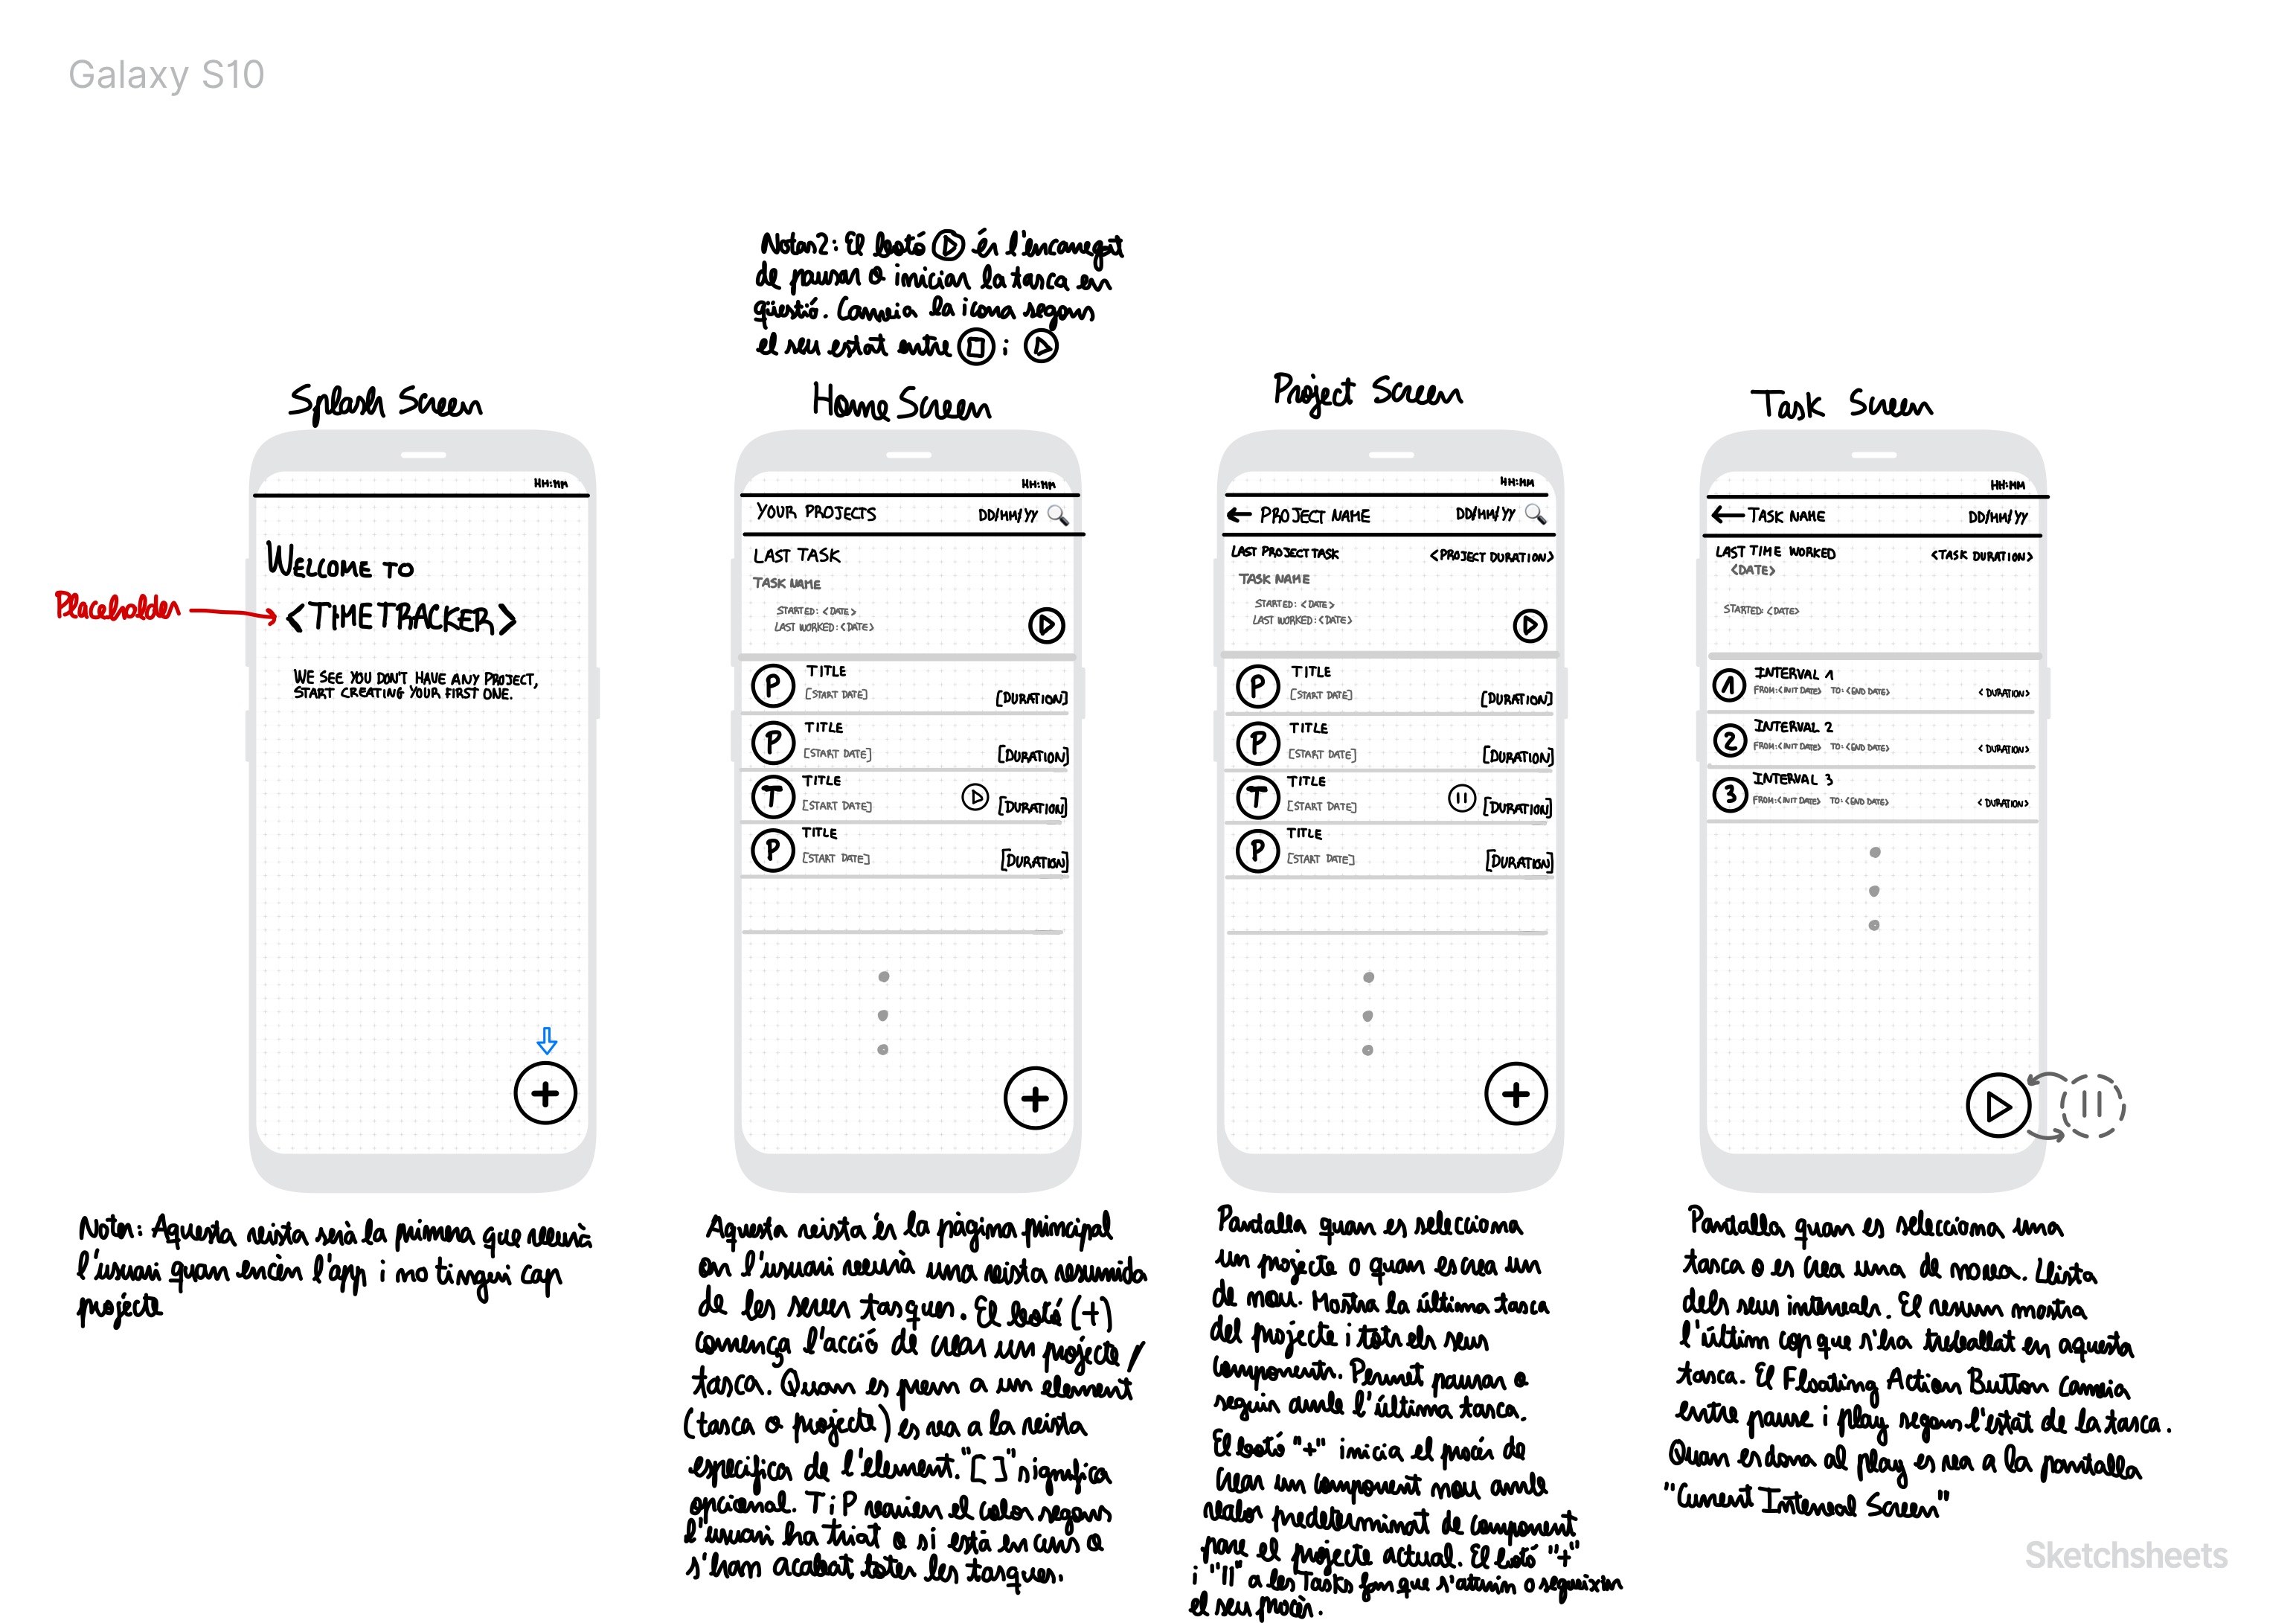 Galaxy S10
Notes2: El botó ▷ és l'encarregat
de pausar o iniciar la tasca en
qüestió. Canvia la icona segons
el seu estat entre □ i ▷
Splash Screen
HH:MM
WELCOME TO
Placeholder
<TIMETRACKER>
WE SEE YOU DON'T HAVE ANY PROJECT,
START CREATING YOUR FIRST ONE.
+
Notes: Aquesta vista serà la primera que veurà
l'usuari quan encén l'app i no tingui cap
projecte
Home Screen
HH:MM
YOUR PROJECTS DD/MM/YY
LAST TASK
TASK NAME
STARTED: <DATE>
LAST WORKED: <DATE>
P TITLE
[START DATE] [DURATION]
P TITLE
[START DATE] [DURATION]
T TITLE
[START DATE] [DURATION]
P TITLE
[START DATE] [DURATION]
+
Aquesta vista és la pàgina principal
on l'usuari veurà una vista resumida
de les seves tasques. El botó (+)
comença l'acció de crear un projecte/
tasca. Quan es prem a un element
(tasca o projecte) es va a la vista
especifica de l'element. "[ ]" significa
opcional. T i P varien el color segons
l'usuari ha triat o si està en curs o
s'han acabat totes les tasques.
Project Screen
HH:MM
← PROJECT NAME DD/MM/YY
LAST PROJECT TASK <PROJECT DURATION>
TASK NAME
STARTED: <DATE>
LAST WORKED: <DATE>
P TITLE
[START DATE] [DURATION]
P TITLE
[START DATE] [DURATION]
T TITLE
[START DATE] [DURATION]
P TITLE
[START DATE] [DURATION]
+
Pantalla quan es selecciona
un projecte o quan es crea un
de nou. Mostra la última tasca
del projecte i tots els seus
components. Permet pausar o
seguir amb l'última tasca.
El botó "+" inicia el procés de
crear un component nou amb
valor predeterminat de component
pare el projecte actual. El botó "+"
i "II" a les Tasks fan que s'aturin o segueixin
el seu procés.
Task Screen
HH:MM
← TASK NAME DD/MM/YY
LAST TIME WORKED <TASK DURATION>
<DATE>
STARTED: <DATE>
1 INTERVAL 1
FROM: <INIT DATE> TO: <END DATE> <DURATION>
2 INTERVAL 2
FROM: <INIT DATE> TO: <END DATE> <DURATION>
3 INTERVAL 3
FROM: <INIT DATE> TO: <END DATE> <DURATION>
Pantalla quan es selecciona una
tasca o es crea una de nova. Llista
dels seus intervals. El resum mostra
l'últim cop que s'ha treballat en aquesta
tasca. El Floating Action Button canvia
entre pause i play segons l'estat de la tasca.
Quan es dona al play es va a la pantalla
"Current Interval Screen"
Sketchsheets